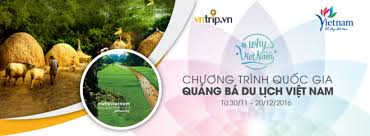 vntrip.vn
Vietnam
why
VietNam
CHƯƠNG TRÌNH QUỐC GIA
QUẢNG BÁ DU LỊCH VIỆT NAM
Từ 30/11 - 20/12/2016
#whyvietnam